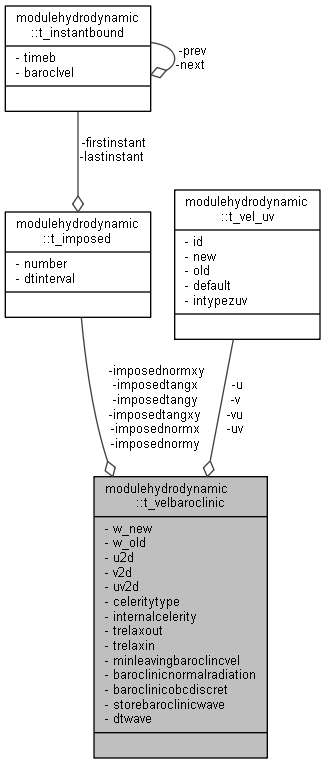 modulehydrodynamic
::t_instantbound
- timeb
- baroclvel
-prev
-next
-firstinstant
-lastinstant
modulehydrodynamic
::t_imposed
- number
- dtinterval
modulehydrodynamic
::t_vel_uv
- id
- new
- old
- default
- intypezuv
-imposednormxy
-imposedtangx
-imposedtangy
-imposedtangxy
-imposednormx
-imposednormy
-u
-v
-vu
-uv
modulehydrodynamic
::t_velbaroclinic
- w_new
- w_old
- u2d
- v2d
- uv2d
- celeritytype
- internalcelerity
- trelaxout
- trelaxin
- minleavingbaroclincvel
- baroclinicnormalradiation
- baroclinicobcdiscret
- storebaroclinicwave
- dtwave